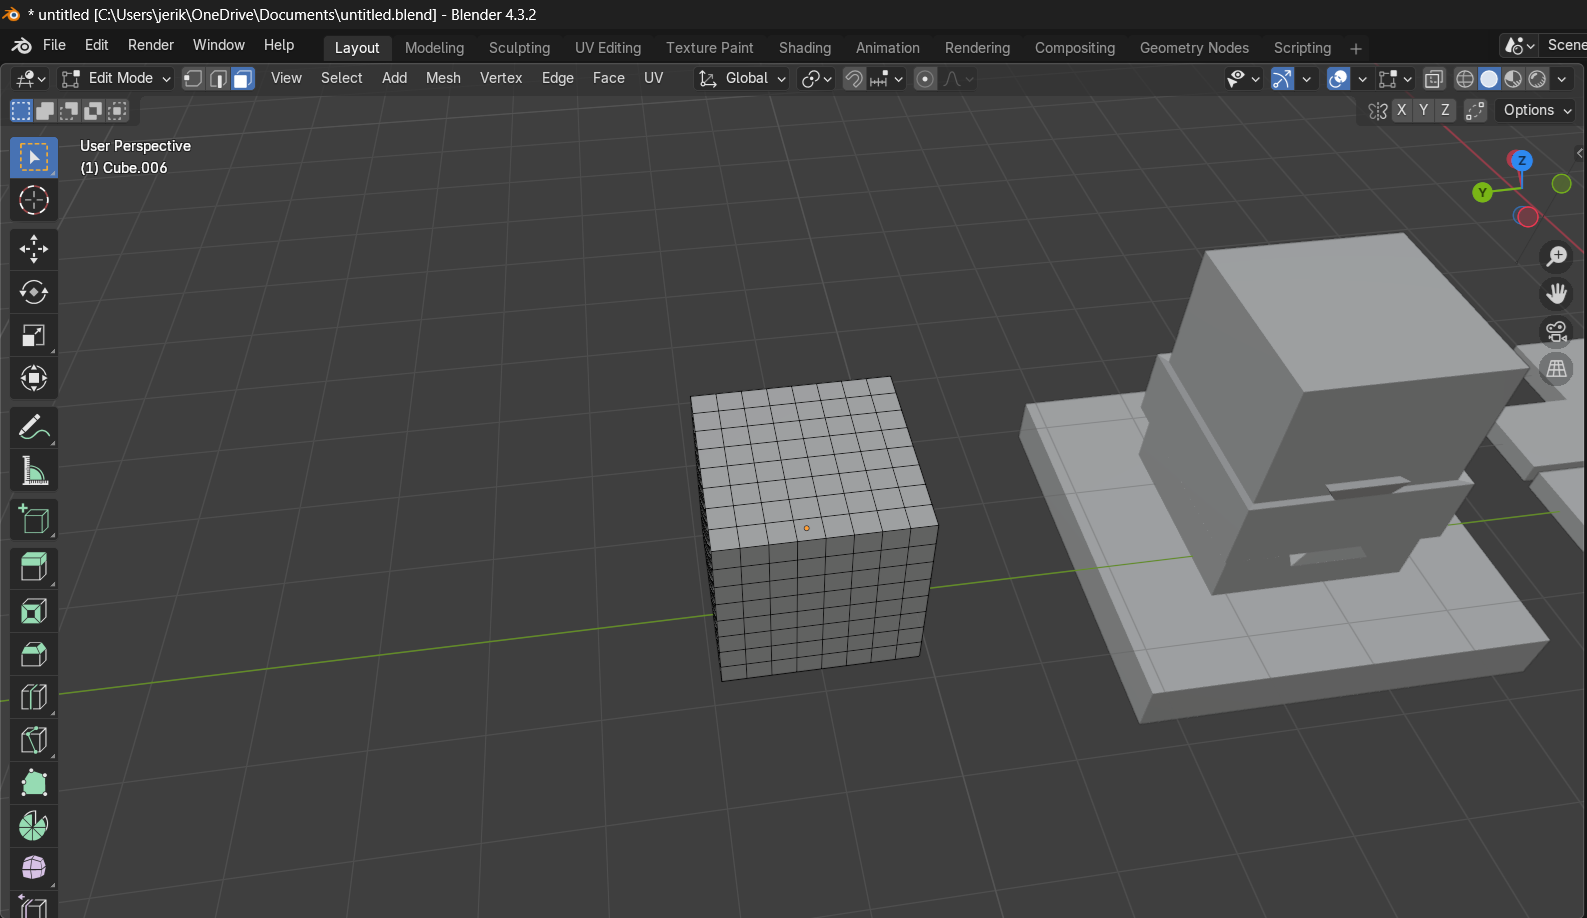 * untitled [C:\Users\jerik\OneDrive\Documents\untitled.blend] - Blender 4.3.2
File Edit Render Window Help Layout Modeling Sculpting UV Editing Texture Paint Shading Animation Rendering Compositing Geometry Nodes Scripting + Scene
Edit Mode View Select Add Mesh Vertex Edge Face UV Global
X Y Z Options
User Perspective
(1) Cube.006
Z
Y